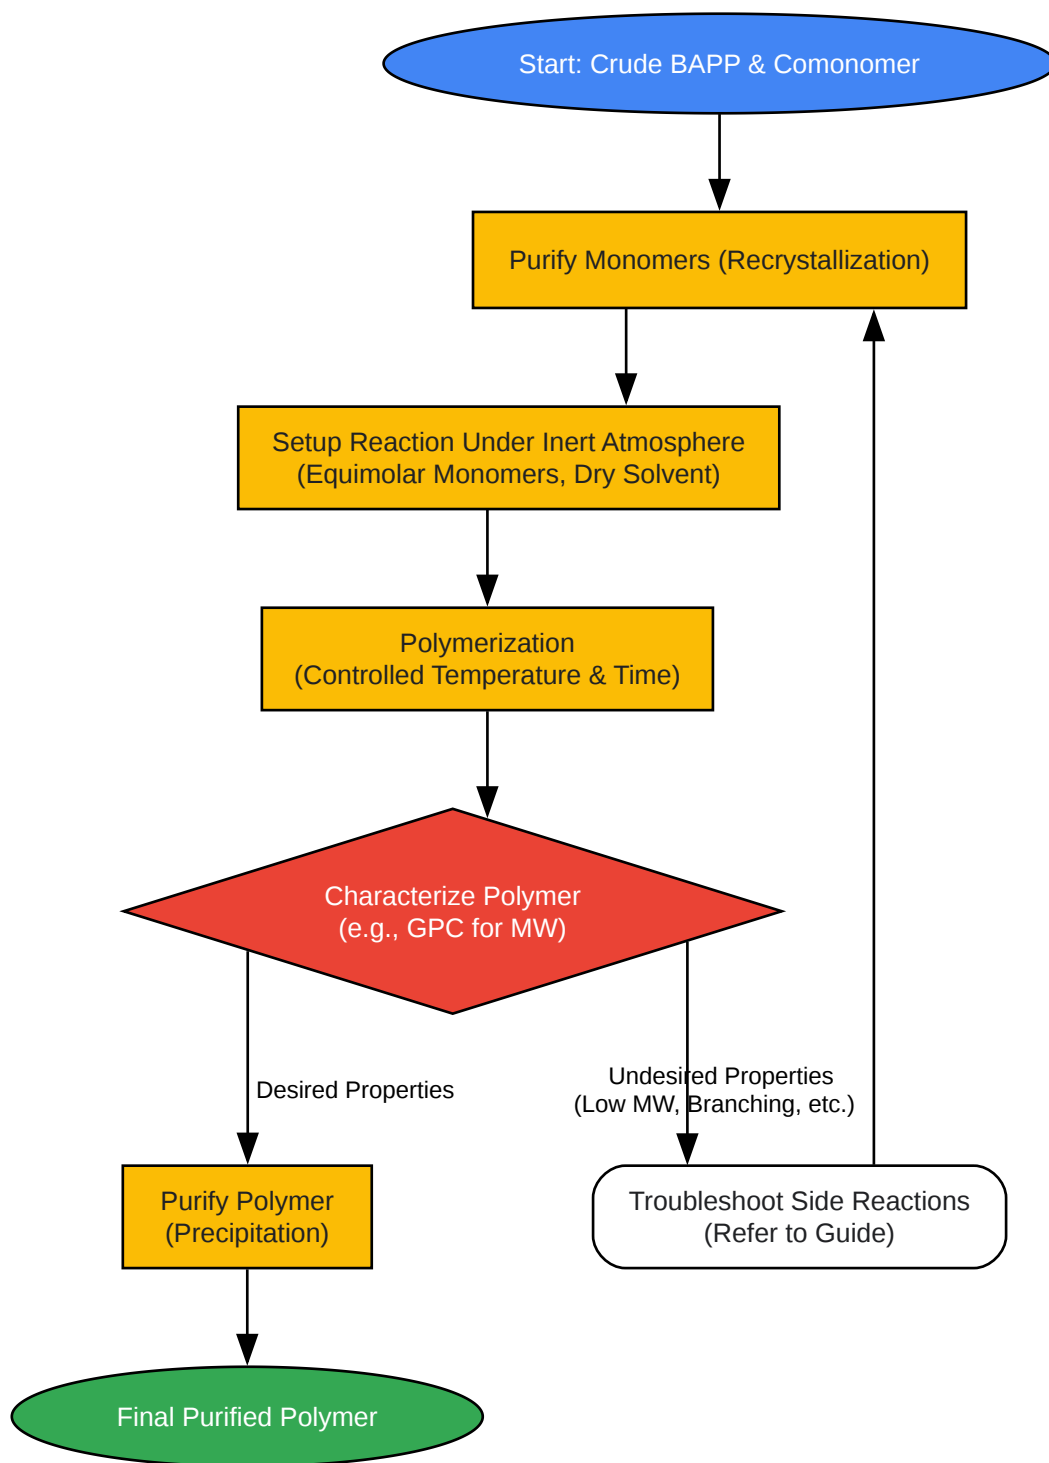 Start: Crude BAPP & Comonomer
Purify Monomers (Recrystallization)
Setup Reaction Under Inert Atmosphere
(Equimolar Monomers, Dry Solvent)
Polymerization
(Controlled Temperature & Time)
Characterize Polymer
(e.g., GPC for MW)
Desired Properties
Undesired Properties
(Low MW, Branching, etc.)
Purify Polymer
(Precipitation)
Troubleshoot Side Reactions
(Refer to Guide)
Final Purified Polymer